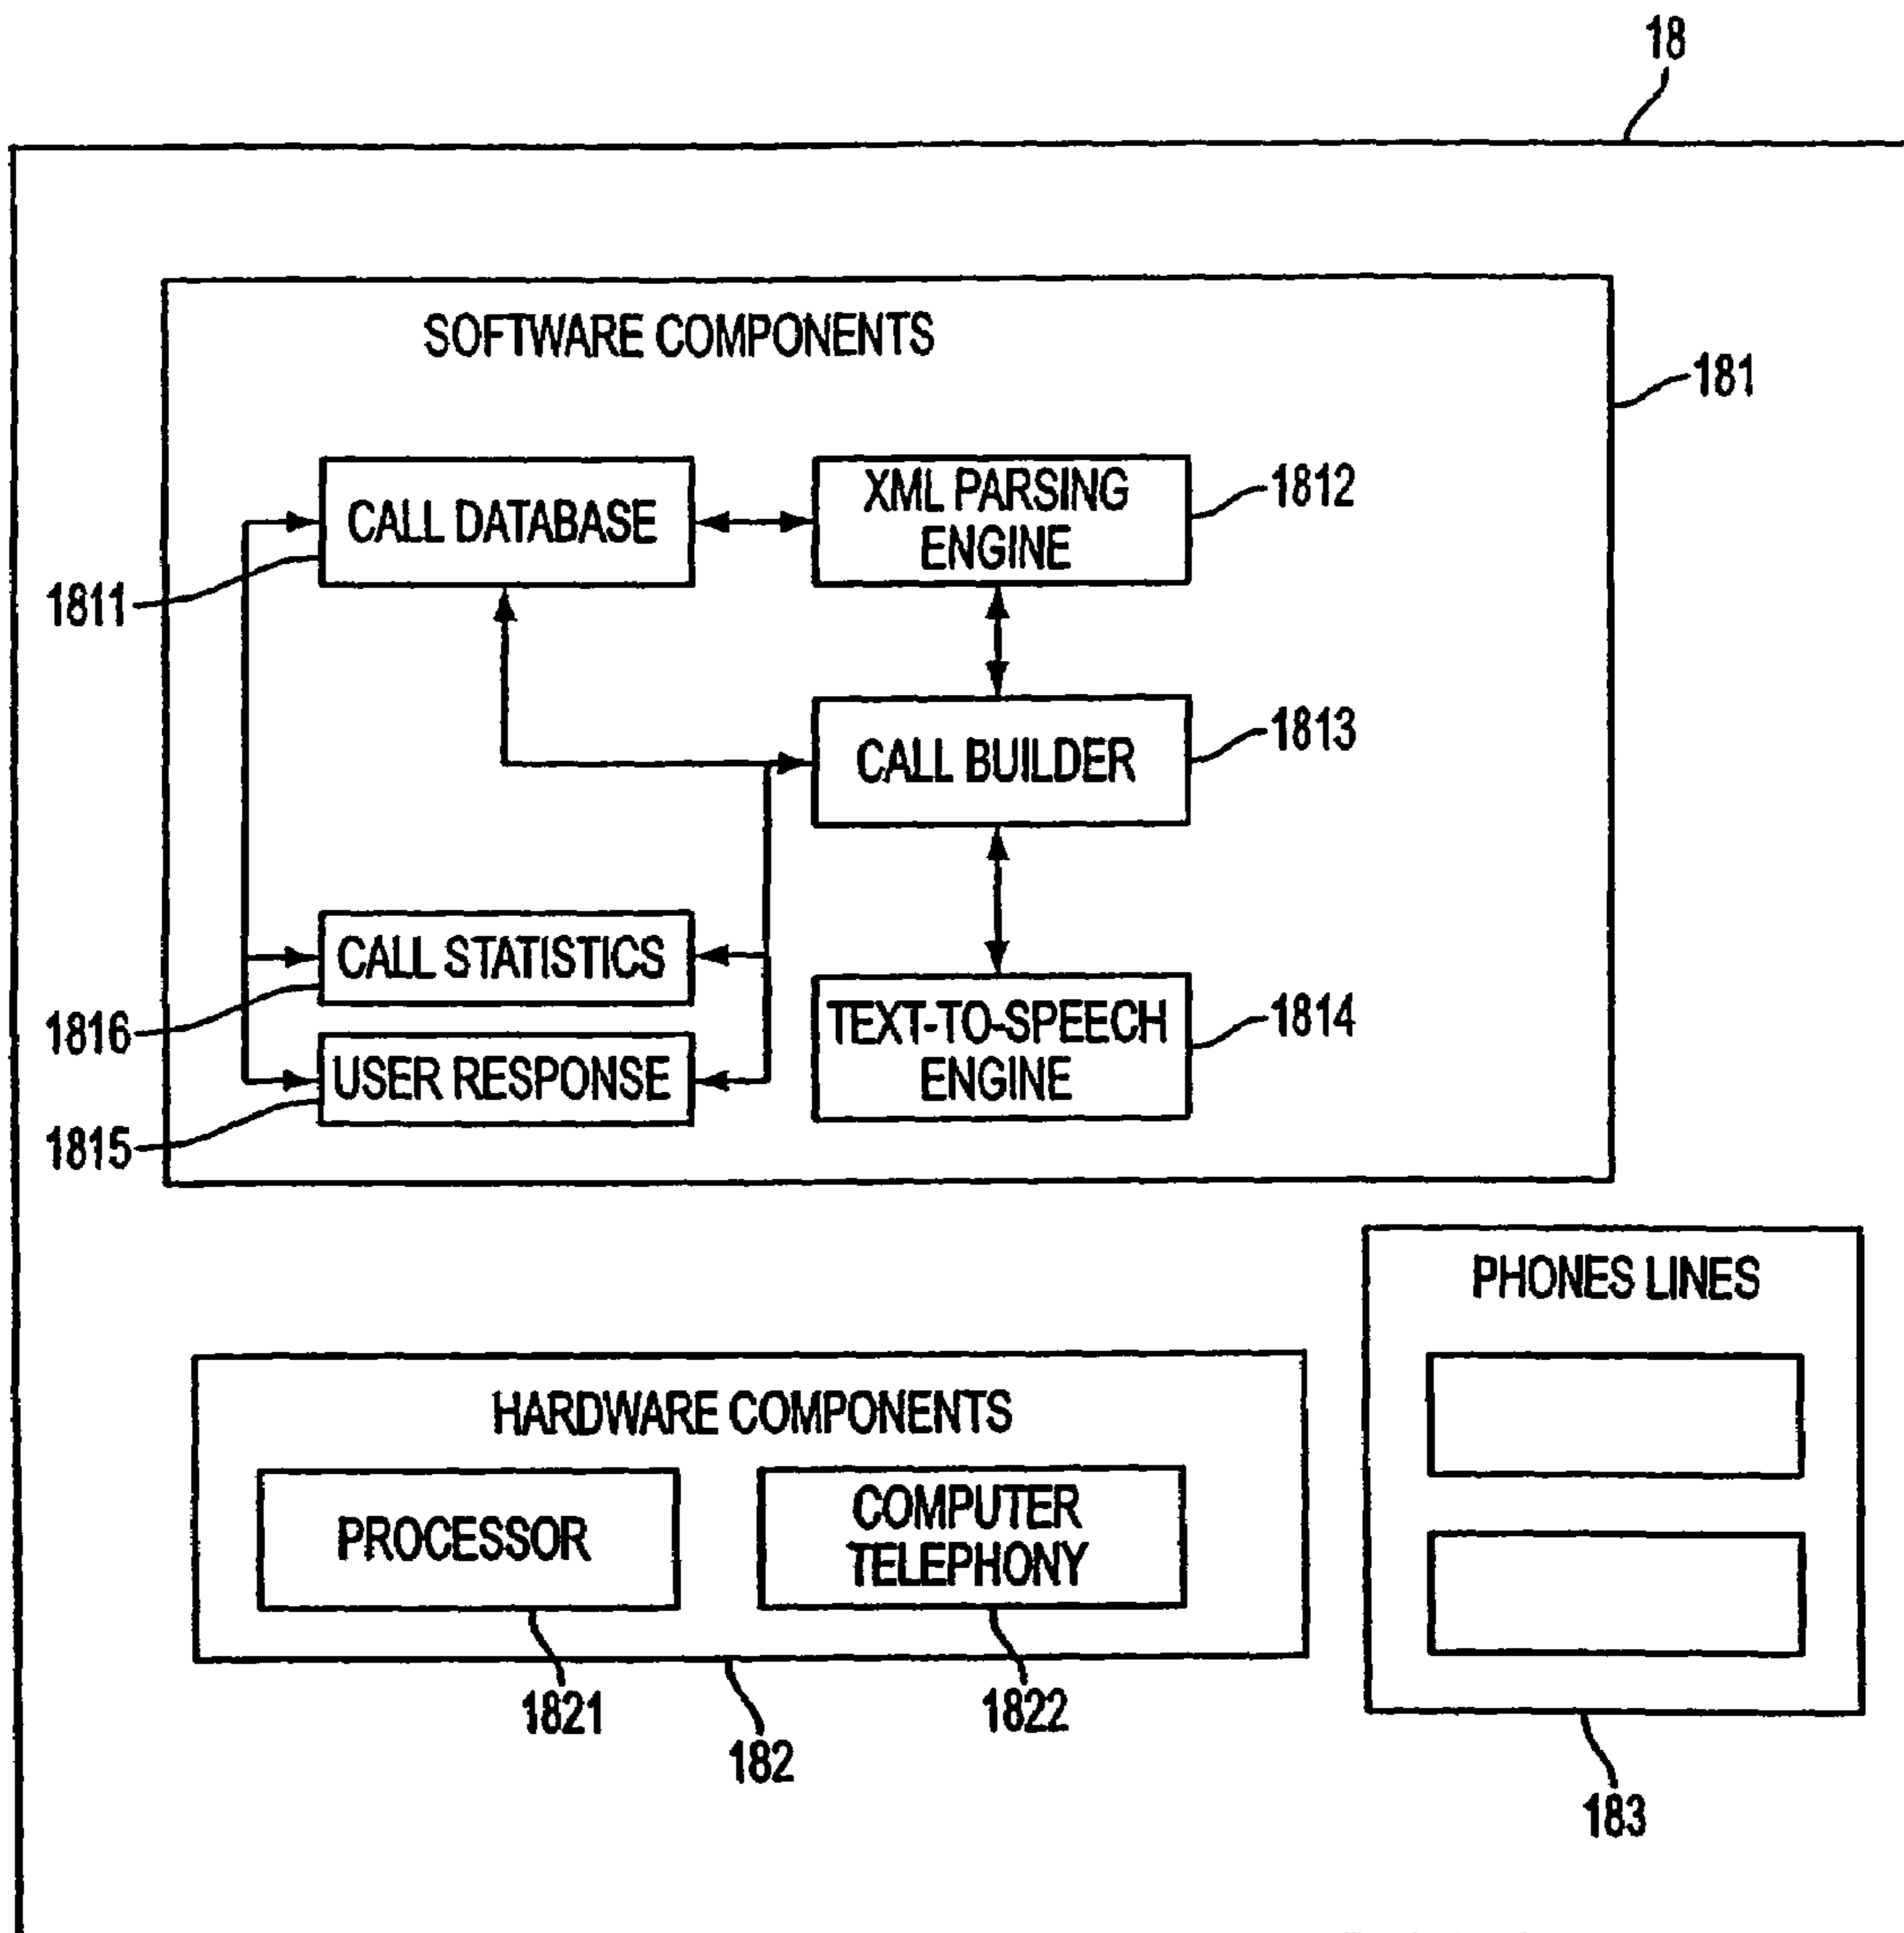 18
SOFTWARE COMPONENTS
181
CALL DATABASE
XML PARSING
ENGINE
1812
1811
CALL BUILDER
1813
CALL STATISTICS
1816
TEXT-TO-SPEECH
ENGINE
1814
USER RESPONSE
1815
PHONES LINES
HARDWARE COMPONENTS
PROCESSOR
COMPUTER
TELEPHONY
1821
1822
182
183